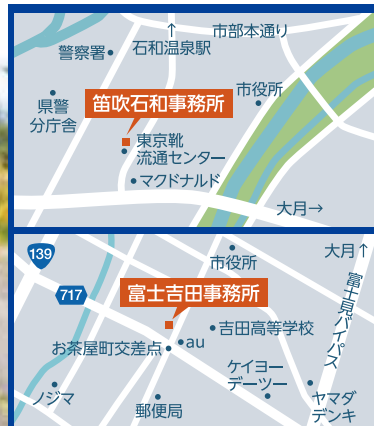 市部本通り
↑
石和温泉駅
警察署
市役所
県警
分庁舎
笛吹石和事務所
東京靴
流通センター
マクドナルド
大月→
139
717
市役所
大月↑
富士見バイパス
富士吉田事務所
吉田高等学校
au
お茶屋町交差点
ケイヨー
デーツー
ノジマ
郵便局
ヤマダ
デンキ